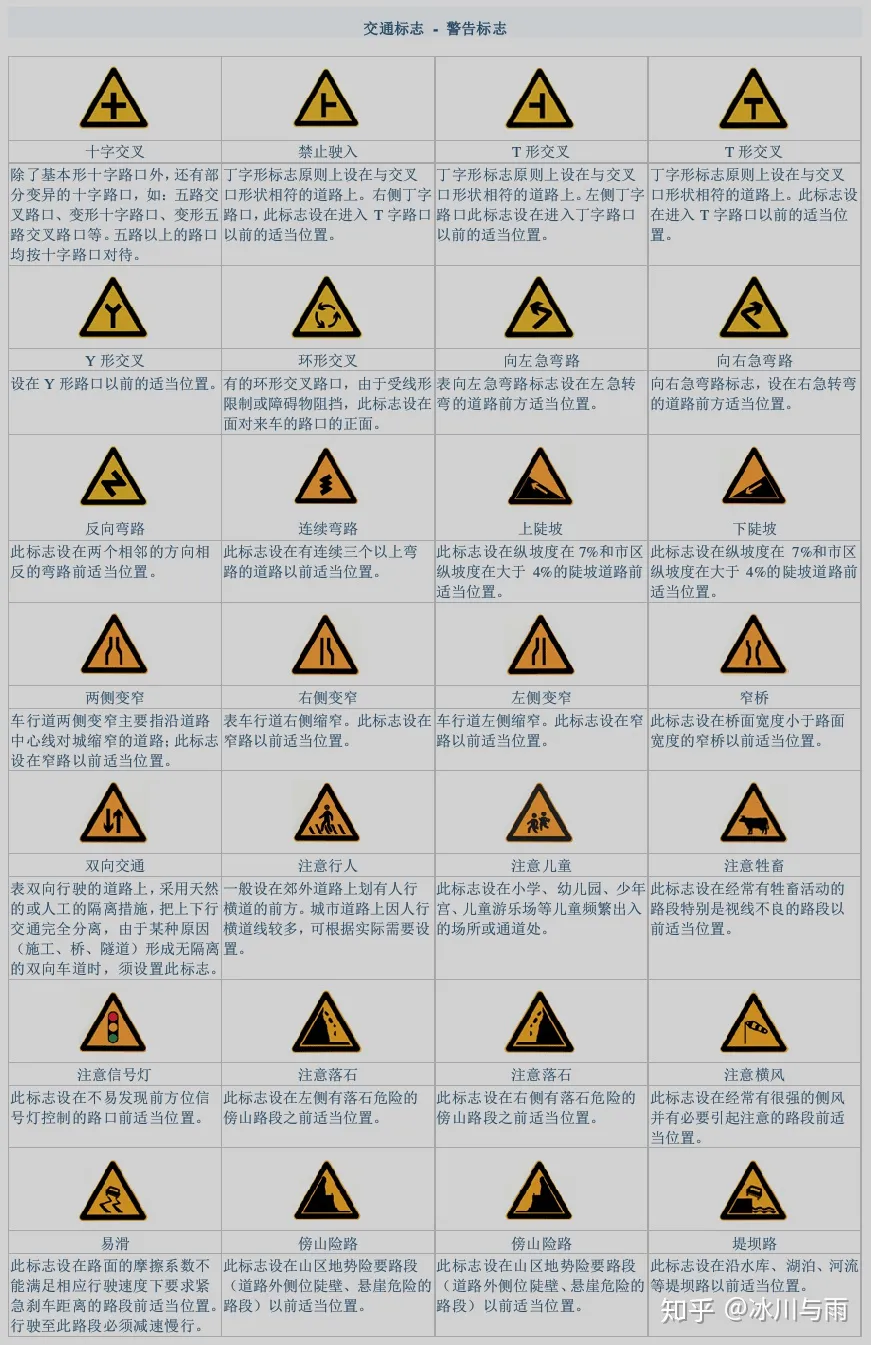 交通标志 - 警告标志
十字交叉
禁止驶入
T 形交叉
T 形交叉
除了基本形十字路口外，还有部
分变异的十字路口，如：五路交
叉路口、变形十字路口、变形五
路交叉路口等。五路以上的路口
均按十字路口对待。
丁字形标志原则上设在与交叉
口形状相符的道路上。右侧丁字
路口，此标志设在进入 T 字路口
以前的适当位置。
丁字形标志原则上设在与交叉
口形状相符的道路上。左侧丁字
路口此标志设在进入丁字路口
以前的适当位置。
丁字形标志原则上设在与交叉
口形状相符的道路上。此标志设
在进入 T 字路口以前的适当位
置。
Y 形交叉
环形交叉
向左急弯路
向右急弯路
设在 Y 形路口以前的适当位置。
有的环形交叉路口，由于受线形
限制或障碍物阻挡，此标志设在
面对来车的路口的正面。
表向左急弯路标志设在左急转
弯的道路前方适当位置。
向右急弯路标志，设在右急转弯
的道路前方适当位置。
反向弯路
连续弯路
上陡坡
下陡坡
此标志设在两个相邻的方向相
反的弯路前适当位置。
此标志设在有连续三个以上弯
路的道路以前适当位置。
此标志设在纵坡度在 7%和市区
纵坡度在大于 4%的陡坡道路前
适当位置。
此标志设在纵坡度在 7%和市区
纵坡度在大于 4%的陡坡道路前
适当位置。
两侧变窄
右侧变窄
左侧变窄
窄桥
车行道两侧变窄主要指沿道路
中心线对城缩窄的道路；此标志
设在窄路以前适当位置。
表车行道右侧缩窄。此标志设在
窄路以前适当位置。
车行道左侧缩窄。此标志设在窄
路以前适当位置。
此标志设在桥面宽度小于路面
宽度的窄桥以前适当位置。
双向交通
注意行人
注意儿童
注意牲畜
表双向行驶的道路上，采用天然
的或人工的隔离措施，把上下行
交通完全分离，由于某种原因
（施工、桥、隧道）形成无隔离
的双向车道时，须设置此标志。
一般设在郊外道路上划有人行
横道的前方。城市道路上因人行
横道线较多，可根据实际需要设
置。
此标志设在小学、幼儿园、少年
宫、儿童游乐场等儿童频繁出入
的场所或通道处。
此标志设在经常有牲畜活动的
路段特别是视线不良的路段以
前适当位置。
注意信号灯
注意落石
注意落石
注意横风
此标志设在不易发现前方位信
号灯控制的路口前适当位置。
此标志设在左侧有落石危险的
傍山路段之前适当位置。
此标志设在右侧有落石危险的
傍山路段之前适当位置。
此标志设在经常有很强的侧风
并有必要引起注意的路段前适
当位置。
易滑
傍山险路
傍山险路
堤坝路
此标志设在路面的摩擦系数不
能满足相应行驶速度下要求紧
急刹车距离的路段前适当位置。
行驶至此路段必须减速慢行。
此标志设在山区地势险要路段
（道路外侧位陡壁、悬崖危险的
路段）以前适当位置。
此标志设在山区地势险要路段
（道路外侧位陡壁、悬崖危险的
路段）以前适当位置。
此标志设在沿水库、湖泊、河流
等堤坝路以前适当位置。
知乎 @冰川与雨